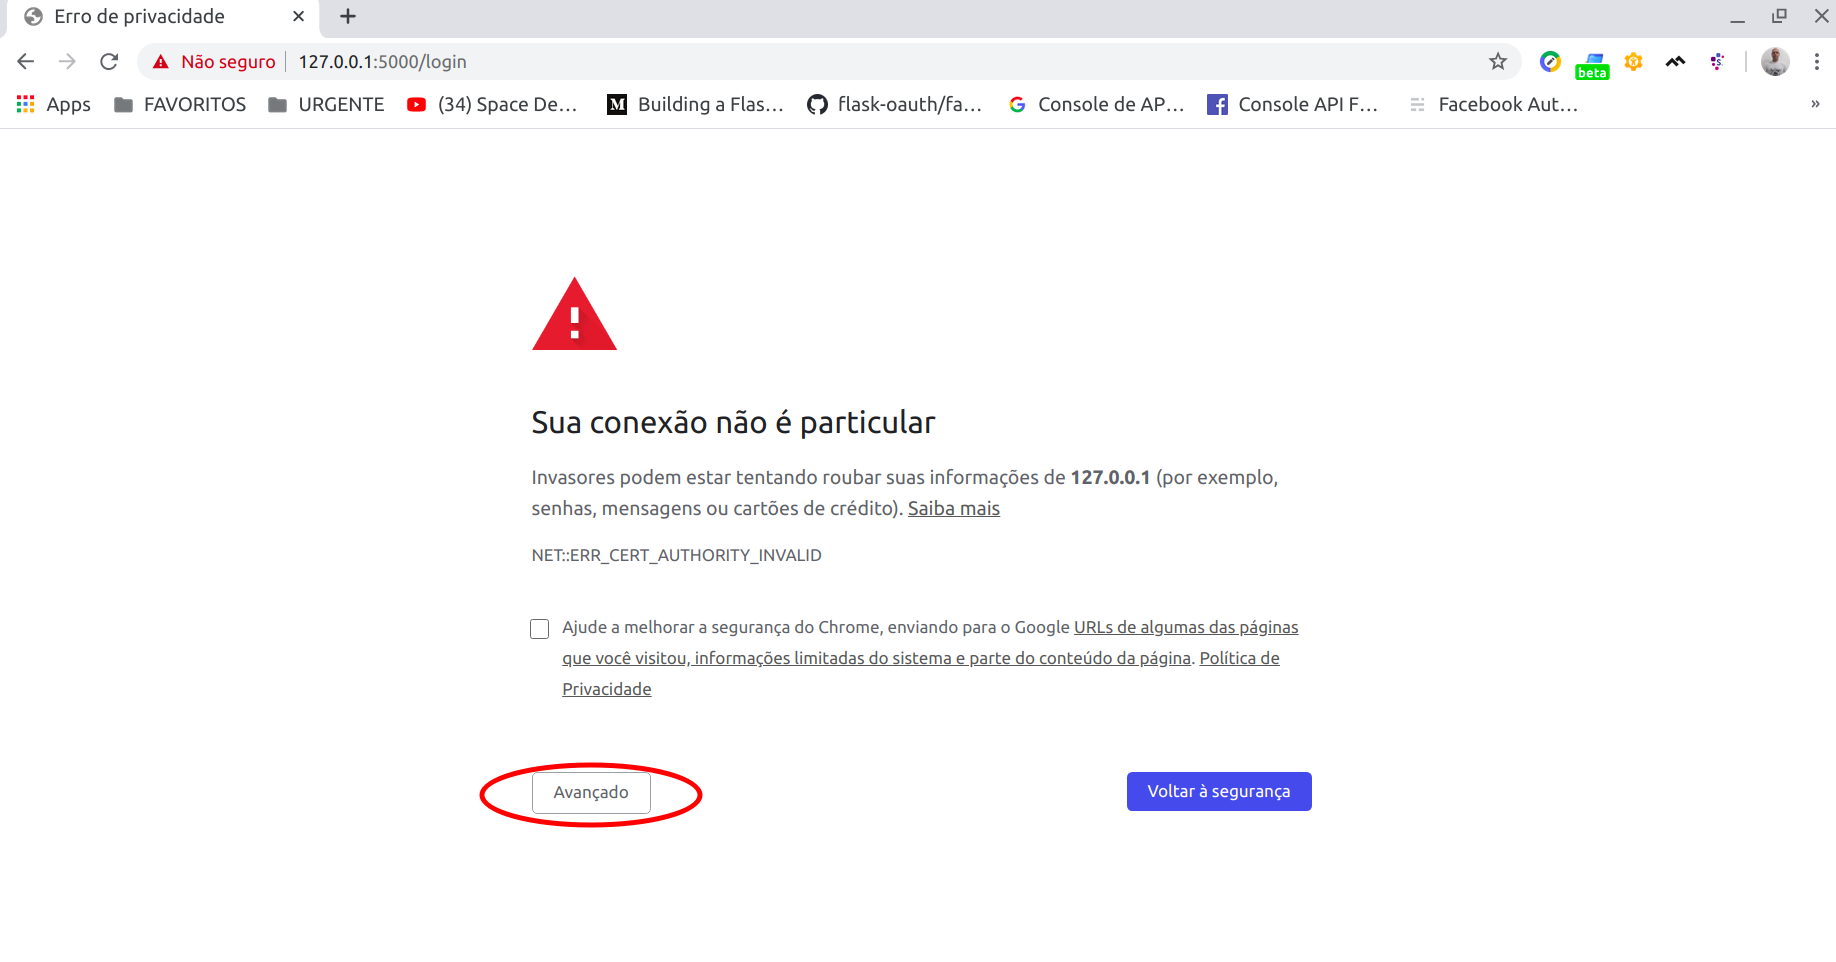 Erro de privacidade
Não seguro 127.0.0.1:5000/login
beta
Apps FAVORITOS URGENTE (34) Space De... M Building a Flas... flask-oauth/fa... Console de AP... Console API F... Facebook Aut... »
Sua conexão não é particular
Invasores podem estar tentando roubar suas informações de 127.0.0.1 (por exemplo,
senhas, mensagens ou cartões de crédito). Saiba mais
NET::ERR_CERT_AUTHORITY_INVALID
Ajude a melhorar a segurança do Chrome, enviando para o Google URLs de algumas das páginas
que você visitou, informações limitadas do sistema e parte do conteúdo da página. Política de
Privacidade
Avançado Voltar à segurança